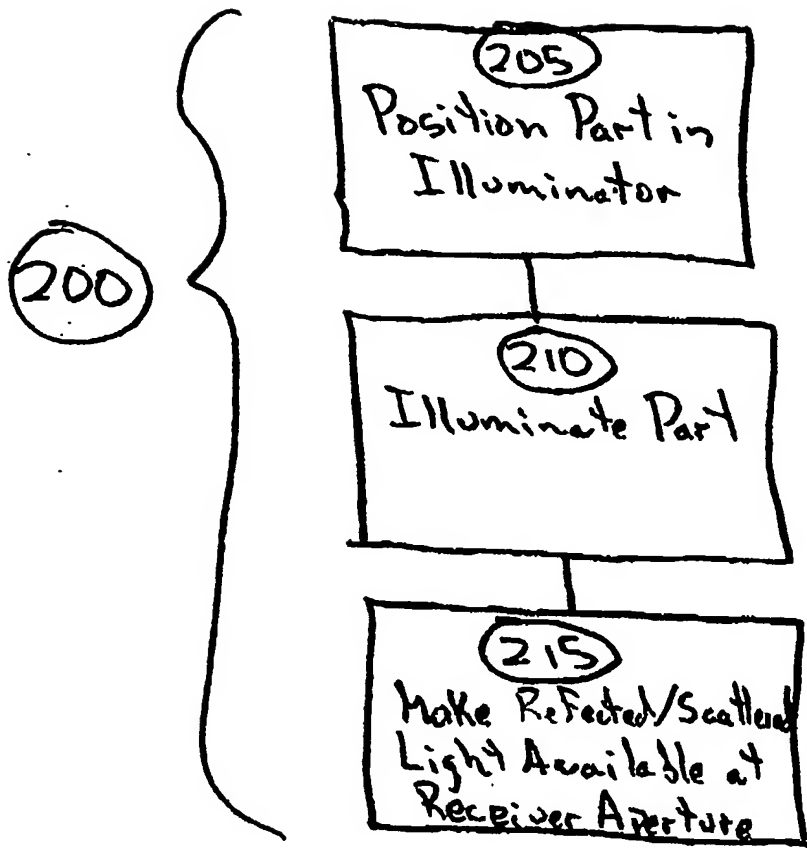 200
205
Position Part in
Illuminator
210
Illuminate Part
215
Make Refected/Scattered
Light Available at
Receiver Aperture